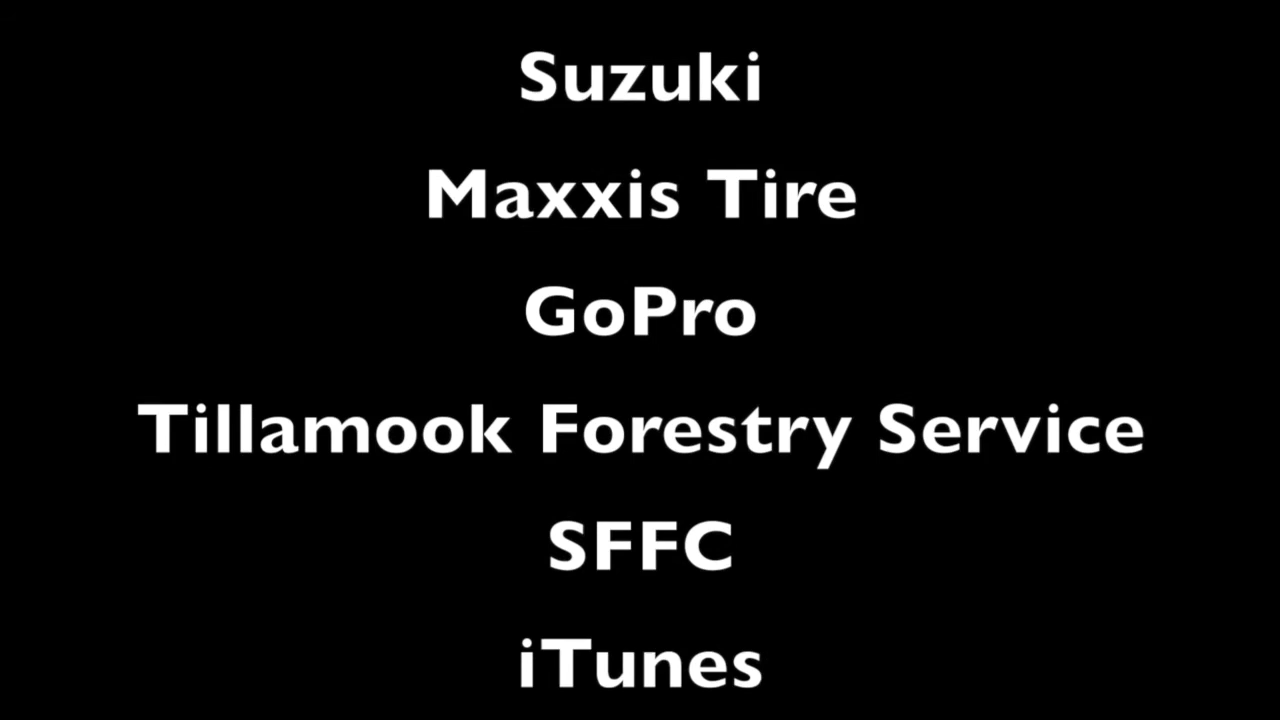 Suzuki
Maxxis Tire
GoPro
Tillamook Forestry Service
SFFC
iTunes